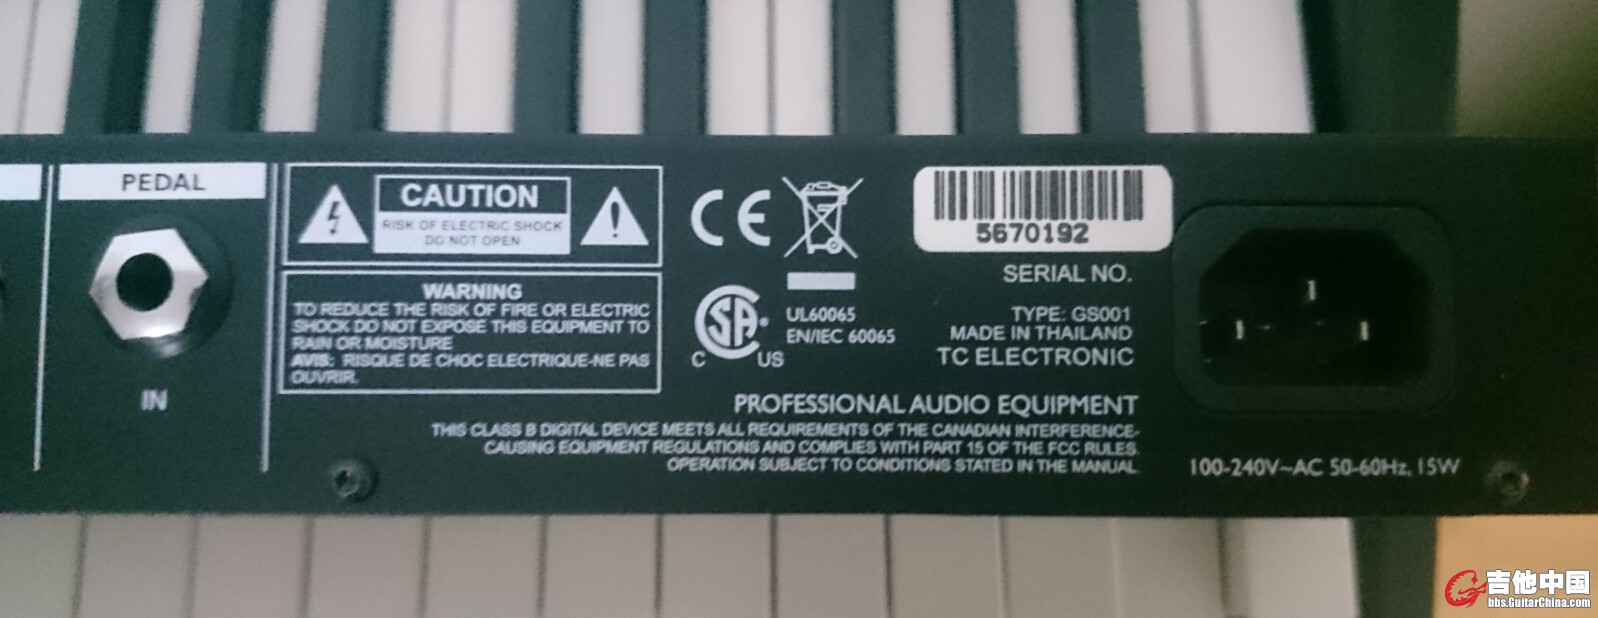 PEDAL
IN
CAUTION
RISK OF ELECTRIC SHOCK
DO NOT OPEN
WARNING
TO REDUCE THE RISK OF FIRE OR ELECTRIC
SHOCK DO NOT EXPOSE THIS EQUIPMENT TO
RAIN OR MOISTURE
AVIS: RISQUE DE CHOC ELECTRIQUE-NE PAS
OUVRIR.
CE
SA
C US
UL60065
EN/IEC 60065
5670192
SERIAL NO.
TYPE: GS001
MADE IN THAILAND
TC ELECTRONIC
PROFESSIONAL AUDIO EQUIPMENT
THIS CLASS B DIGITAL DEVICE MEETS ALL REQUIREMENTS OF THE CANADIAN INTERFERENCE-
CAUSING EQUIPMENT REGULATIONS AND COMPLIES WITH PART 15 OF THE FCC RULES.
OPERATION SUBJECT TO CONDITIONS STATED IN THE MANUAL
100-240V~AC 50-60Hz, 15W
吉他中国
bbs.GuitarChina.com